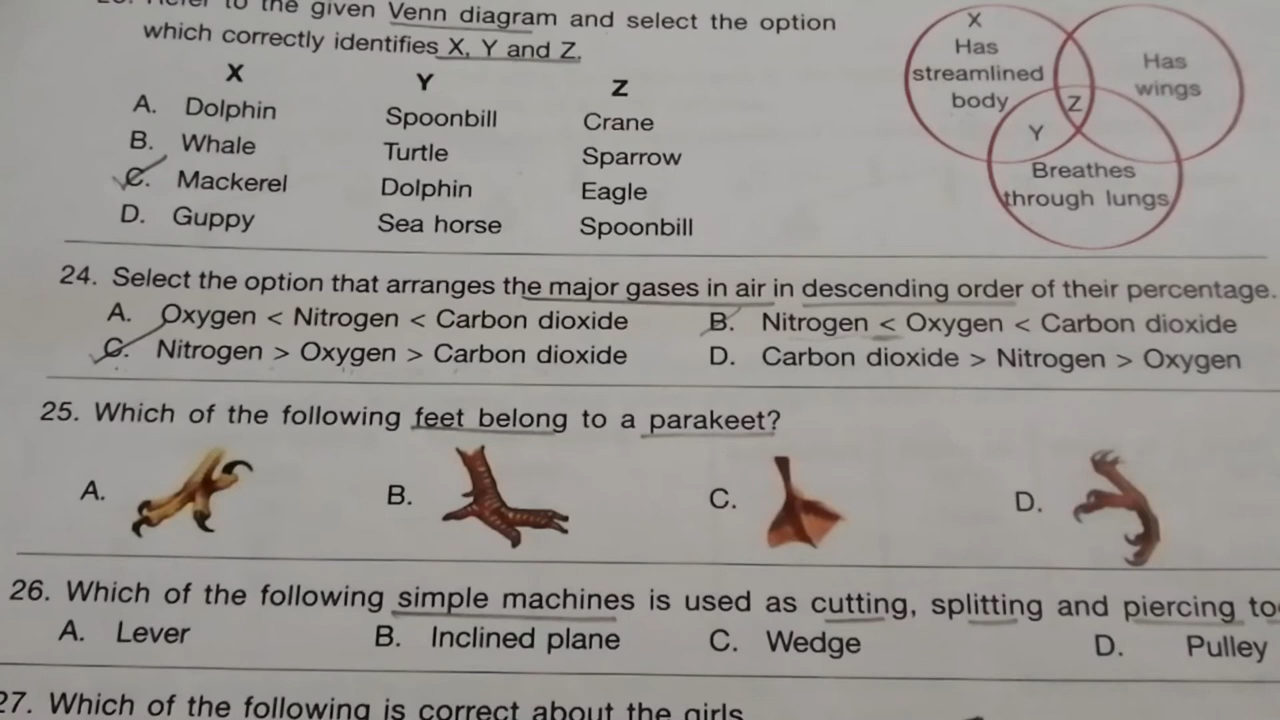 to the given Venn diagram and select the option
which correctly identifies X, Y and Z.
X Y Z
A. Dolphin Spoonbill Crane
B. Whale Turtle Sparrow
C. Mackerel Dolphin Eagle
D. Guppy Sea horse Spoonbill
X
Has
streamlined
body
Has
wings
Z
Y
Breathes
through lungs
24. Select the option that arranges the major gases in air in descending order of their percentage.
A. Oxygen < Nitrogen < Carbon dioxide B. Nitrogen < Oxygen < Carbon dioxide
C. Nitrogen > Oxygen > Carbon dioxide D. Carbon dioxide > Nitrogen > Oxygen
25. Which of the following feet belong to a parakeet?
A. B. C. D.
26. Which of the following simple machines is used as cutting, splitting and piercing
A. Lever B. Inclined plane C. Wedge D. Pulley
27. Which of the following is correct about the girls